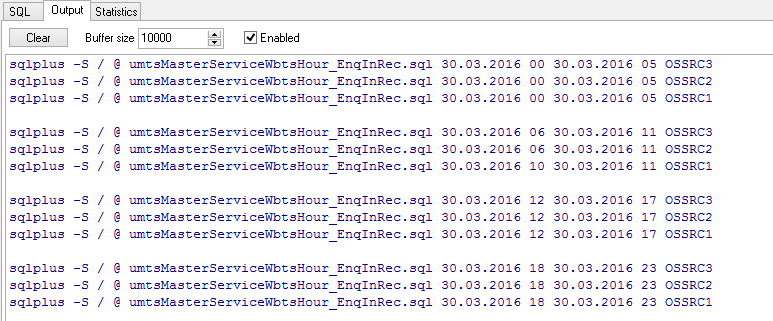 SQL Output Statistics
Clear Buffer size 10000 Enabled
sqlplus -S / @ umtsMasterServiceWbtsHour_EnqInRec.sql 30.03.2016 00 30.03.2016 05 OSSRC3
sqlplus -S / @ umtsMasterServiceWbtsHour_EnqInRec.sql 30.03.2016 00 30.03.2016 05 OSSRC2
sqlplus -S / @ umtsMasterServiceWbtsHour_EnqInRec.sql 30.03.2016 00 30.03.2016 05 OSSRC1
sqlplus -S / @ umtsMasterServiceWbtsHour_EnqInRec.sql 30.03.2016 06 30.03.2016 11 OSSRC3
sqlplus -S / @ umtsMasterServiceWbtsHour_EnqInRec.sql 30.03.2016 06 30.03.2016 11 OSSRC2
sqlplus -S / @ umtsMasterServiceWbtsHour_EnqInRec.sql 30.03.2016 10 30.03.2016 11 OSSRC1
sqlplus -S / @ umtsMasterServiceWbtsHour_EnqInRec.sql 30.03.2016 12 30.03.2016 17 OSSRC3
sqlplus -S / @ umtsMasterServiceWbtsHour_EnqInRec.sql 30.03.2016 12 30.03.2016 17 OSSRC2
sqlplus -S / @ umtsMasterServiceWbtsHour_EnqInRec.sql 30.03.2016 12 30.03.2016 17 OSSRC1
sqlplus -S / @ umtsMasterServiceWbtsHour_EnqInRec.sql 30.03.2016 18 30.03.2016 23 OSSRC3
sqlplus -S / @ umtsMasterServiceWbtsHour_EnqInRec.sql 30.03.2016 18 30.03.2016 23 OSSRC2
sqlplus -S / @ umtsMasterServiceWbtsHour_EnqInRec.sql 30.03.2016 18 30.03.2016 23 OSSRC1